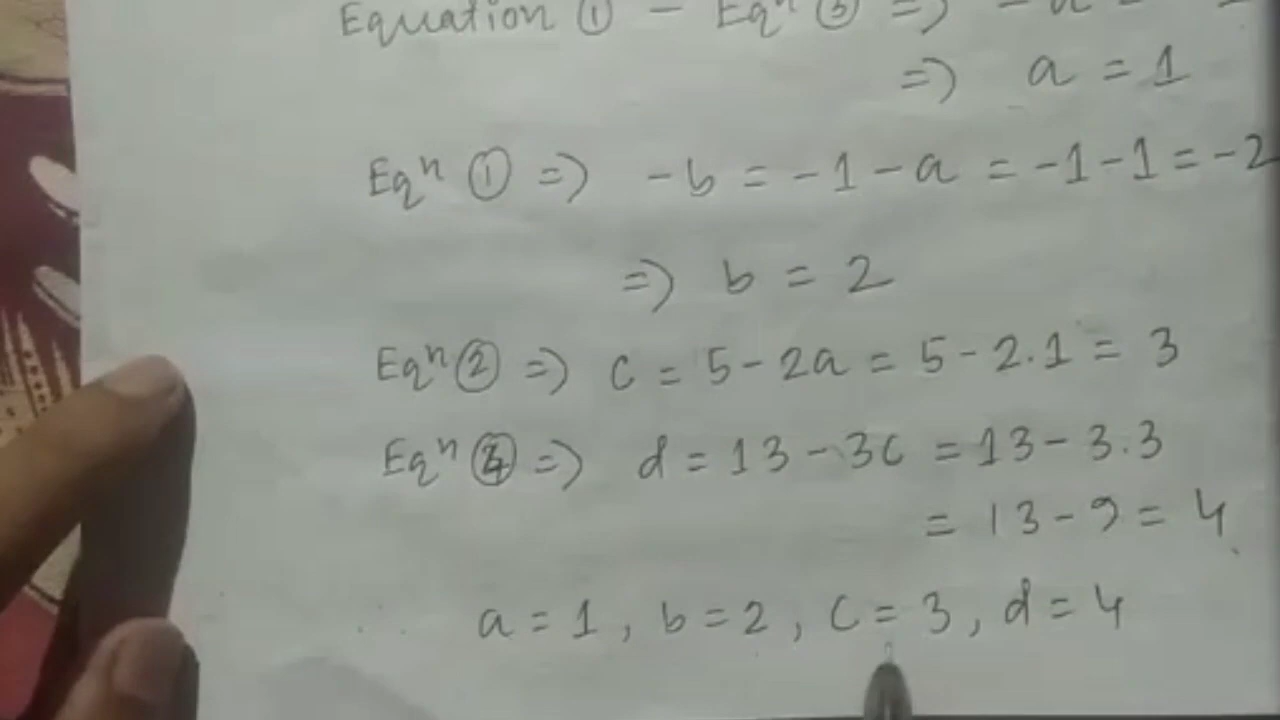 Equation ① - Eqⁿ ③ => - a =
=> a = 1
Eqⁿ ① => -b = -1-a = -1-1 = -2
=> b = 2
Eqⁿ ② => c = 5-2a = 5-2.1 = 3
Eqⁿ ④ => d = 13-3c = 13-3.3
= 13-9 = 4
a=1, b=2, c=3, d=4